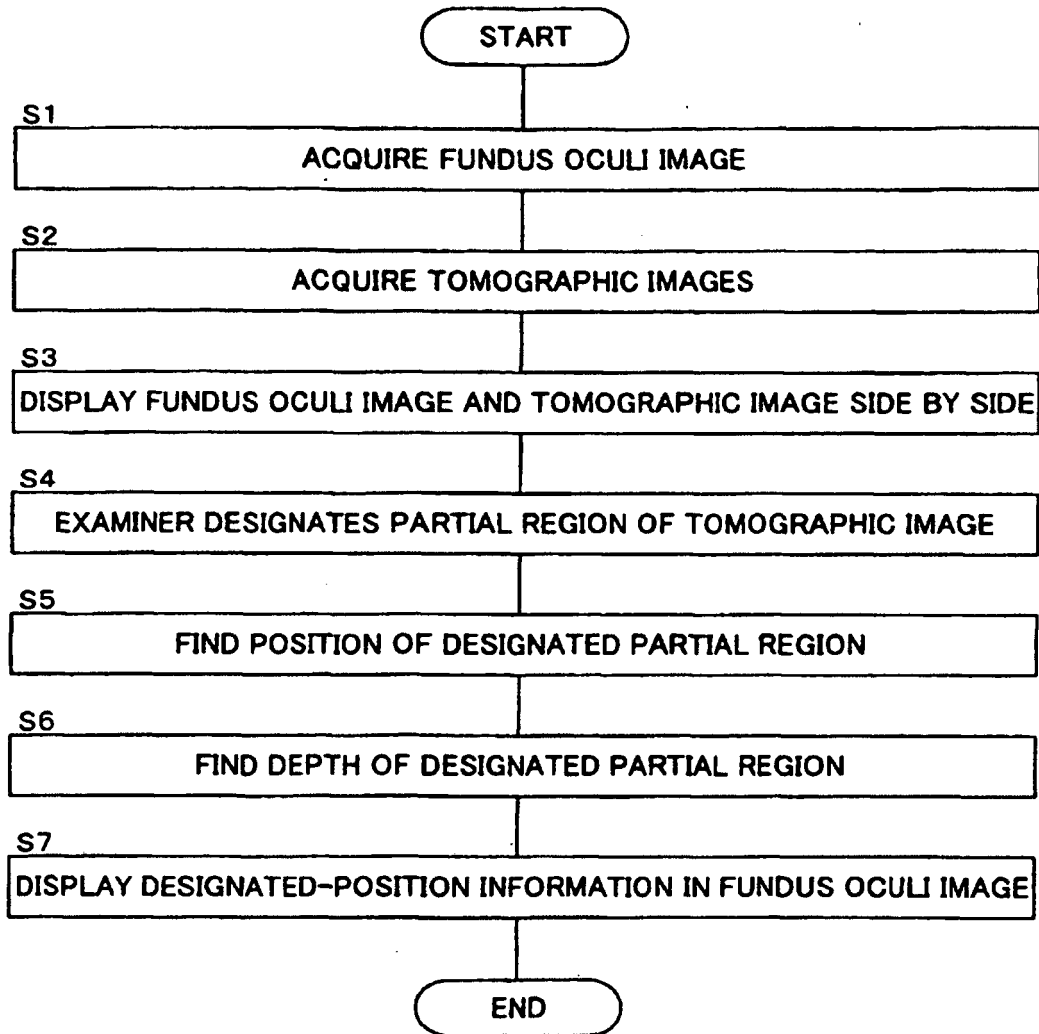 START
S1
ACQUIRE FUNDUS OCULI IMAGE
S2
ACQUIRE TOMOGRAPHIC IMAGES
S3
DISPLAY FUNDUS OCULI IMAGE AND TOMOGRAPHIC IMAGE SIDE BY SIDE
S4
EXAMINER DESIGNATES PARTIAL REGION OF TOMOGRAPHIC IMAGE
S5
FIND POSITION OF DESIGNATED PARTIAL REGION
S6
FIND DEPTH OF DESIGNATED PARTIAL REGION
S7
DISPLAY DESIGNATED-POSITION INFORMATION IN FUNDUS OCULI IMAGE
END